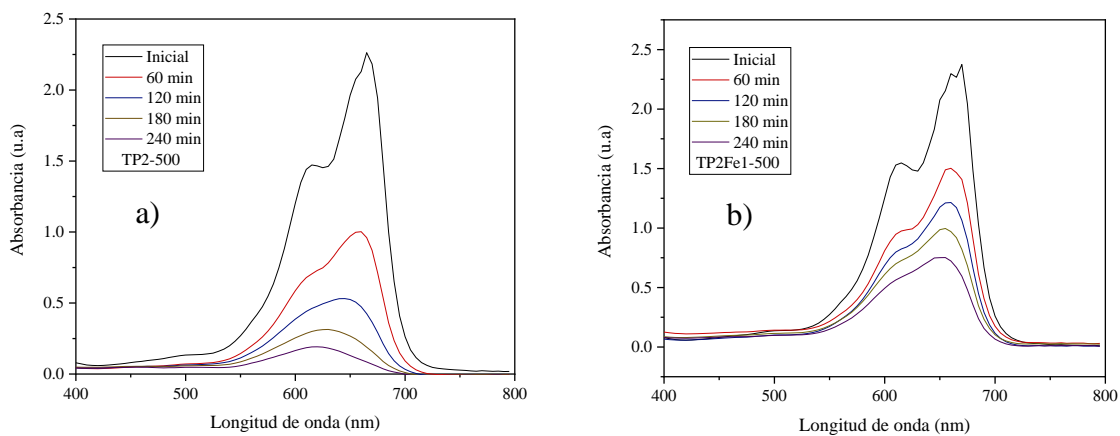 2.5
2.0
1.5
1.0
0.5
0.0
400
500
600
700
800
Absorbancia (u.a)
Longitud de onda (nm)
Inicial
60 min
120 min
180 min
240 min
TP2-500
a)
2.5
2.0
1.5
1.0
0.5
0.0
400
500
600
700
800
Absorbancia (u.a)
Longitud de onda (nm)
Inicial
60 min
120 min
180 min
240 min
TP2Fe1-500
b)